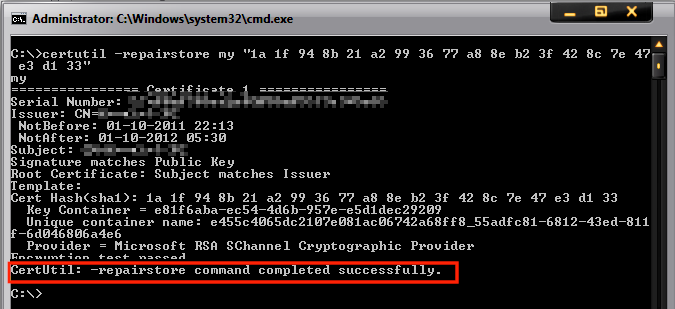 Administrator: C:\Windows\system32\cmd.exe
C:\>certutil -repairstore my "1a 1f 94 8b 21 a2 99 36 77 a8 8e b2 3f 42 8c 7e 47
e3 d1 33"
my
================ Certificate 1 ================
Serial Number:
Issuer: CN=
NotBefore: 01-10-2011 22:13
NotAfter: 01-10-2012 05:30
Subject:
Signature matches Public Key
Root Certificate: Subject matches Issuer
Template:
Cert Hash(sha1): 1a 1f 94 8b 21 a2 99 36 77 a8 8e b2 3f 42 8c 7e 47 e3 d1 33
Key Container = e81f6aba-ec54-4d6b-957e-e5d1dec29209
Unique container name: e455c4065dc2107e081ac06742a68ff8_55adfc81-6812-43ed-811
f-6d046806a4e6
Provider = Microsoft RSA SChannel Cryptographic Provider
Encryption test passed
CertUtil: -repairstore command completed successfully.
C:\>